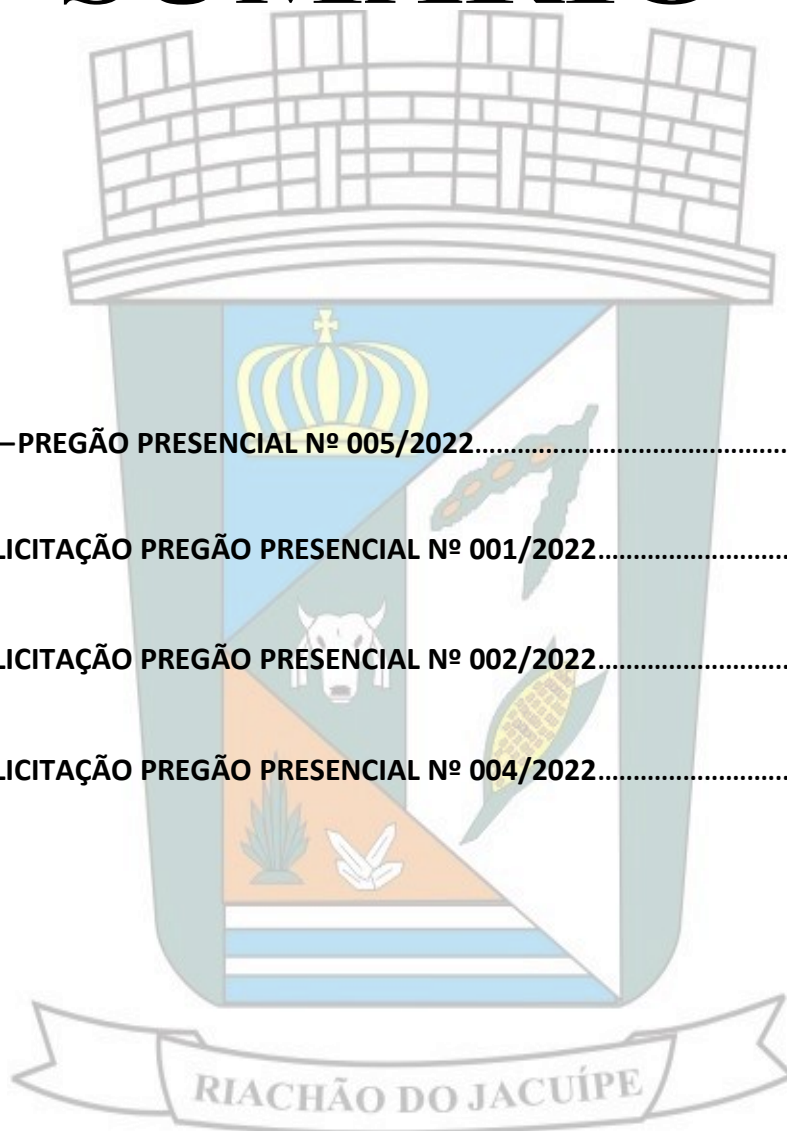 –PREGÃO PRESENCIAL Nº 005/2022
LICITAÇÃO PREGÃO PRESENCIAL Nº 001/2022
LICITAÇÃO PREGÃO PRESENCIAL Nº 002/2022
LICITAÇÃO PREGÃO PRESENCIAL Nº 004/2022
RIACHÃO DO JACUÍPE